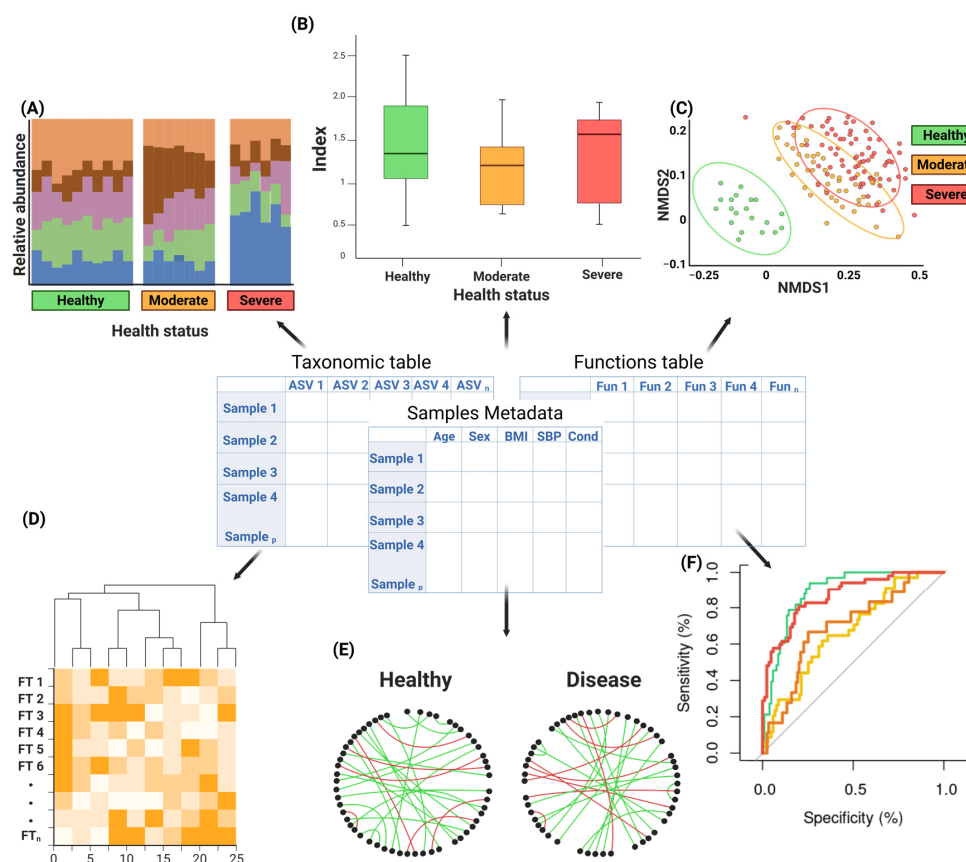 (A)
Relative abundance
Healthy
Moderate
Severe
Health status
(B)
Index
2.5
2.0
1.5
1
0.5
0
Healthy
Moderate
Severe
Health status
(C)
NMDS2
0.2
0.1
0
−0.1
−0.25
0
0.25
0.5
NMDS1
Healthy
Moderat
Severe
Taxonomic table
ASV 1 ASV 2 ASV 3 ASV 4 ASV n
Sample 1
Sample 2
Sample 3
Sample 4
Sample p
Functions table
Fun 1 Fun 2 Fun 3 Fun 4 Fun n
Samples Metadata
Age Sex BMI SBP Cond
Sample 1
Sample 2
Sample 3
Sample 4
Sample p
(D)
FT 1
FT 2
FT 3
FT 4
FT 5
FT 6
•
•
•
FTn
0 5 10 15 20 25
(E)
Healthy
Disease
(F)
Sensitivity (%)
1.0
0.8
0.6
0.4
0.2
0.0
0.0 0.5 1.0
Specificity (%)